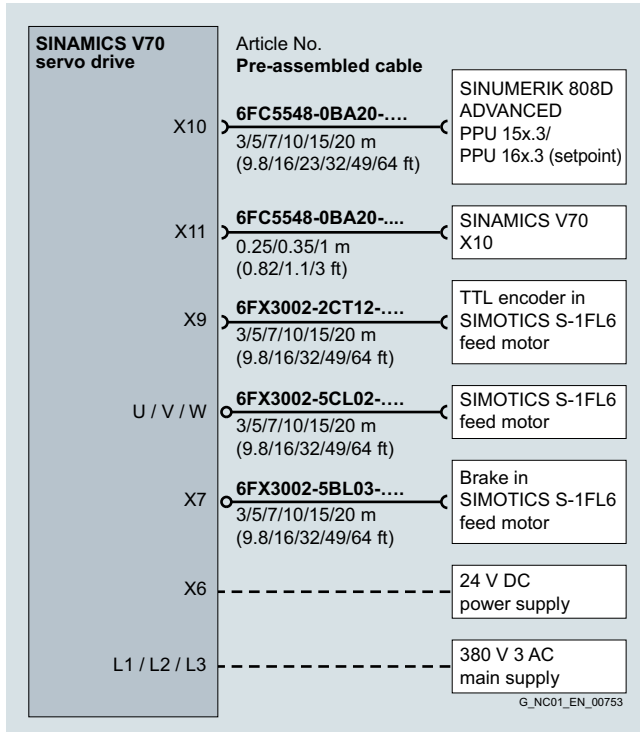 SINAMICS V70
servo drive
Article No.
Pre-assembled cable
X10
6FC5548-0BA20-....
3/5/7/10/15/20 m
(9.8/16/23/32/49/64 ft)
SINUMERIK 808D
ADVANCED
PPU 15x.3/
PPU 16x.3 (setpoint)
X11
6FC5548-0BA20-....
0.25/0.35/1 m
(0.82/1.1/3 ft)
SINAMICS V70
X10
X9
6FX3002-2CT12-....
3/5/7/10/15/20 m
(9.8/16/32/49/64 ft)
TTL encoder in
SIMOTICS S-1FL6
feed motor
U / V / W
6FX3002-5CL02-....
3/5/7/10/15/20 m
(9.8/16/32/49/64 ft)
SIMOTICS S-1FL6
feed motor
X7
6FX3002-5BL03-....
3/5/7/10/15/20 m
(9.8/16/32/49/64 ft)
Brake in
SIMOTICS S-1FL6
feed motor
X6
24 V DC
power supply
L1 / L2 / L3
380 V 3 AC
main supply
G_NC01_EN_00753